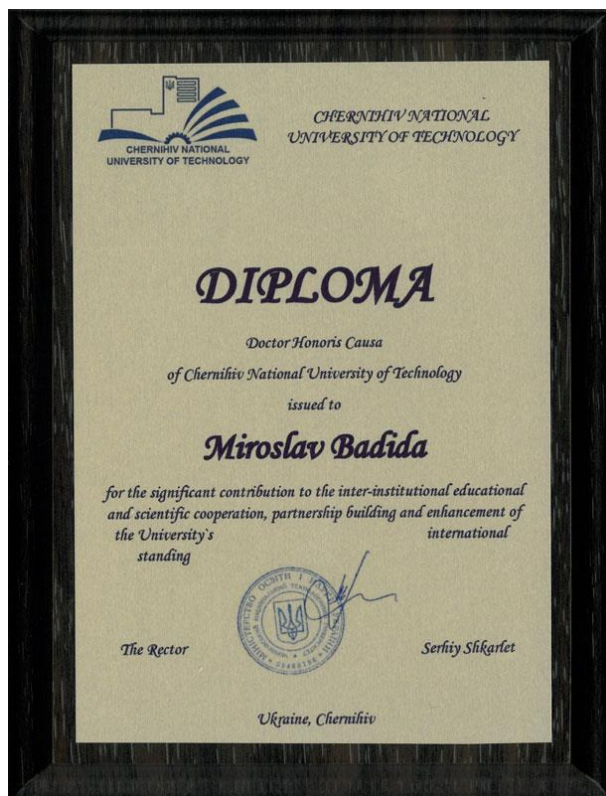 CHERNIHIV NATIONAL
UNIVERSITY OF TECHNOLOGY
CHERNIHIV NATIONAL
UNIVERSITY OF TECHNOLOGY
DIPLOMA
Doctor Honoris Causa
of Chernihiv National University of Technology
issued to
Miroslav Badida
for the significant contribution to the inter-institutional educational
and scientific cooperation, partnership building and enhancement of
the University`s international
standing
The Rector
Serhiy Shkarlet
Ukraine, Chernihiv